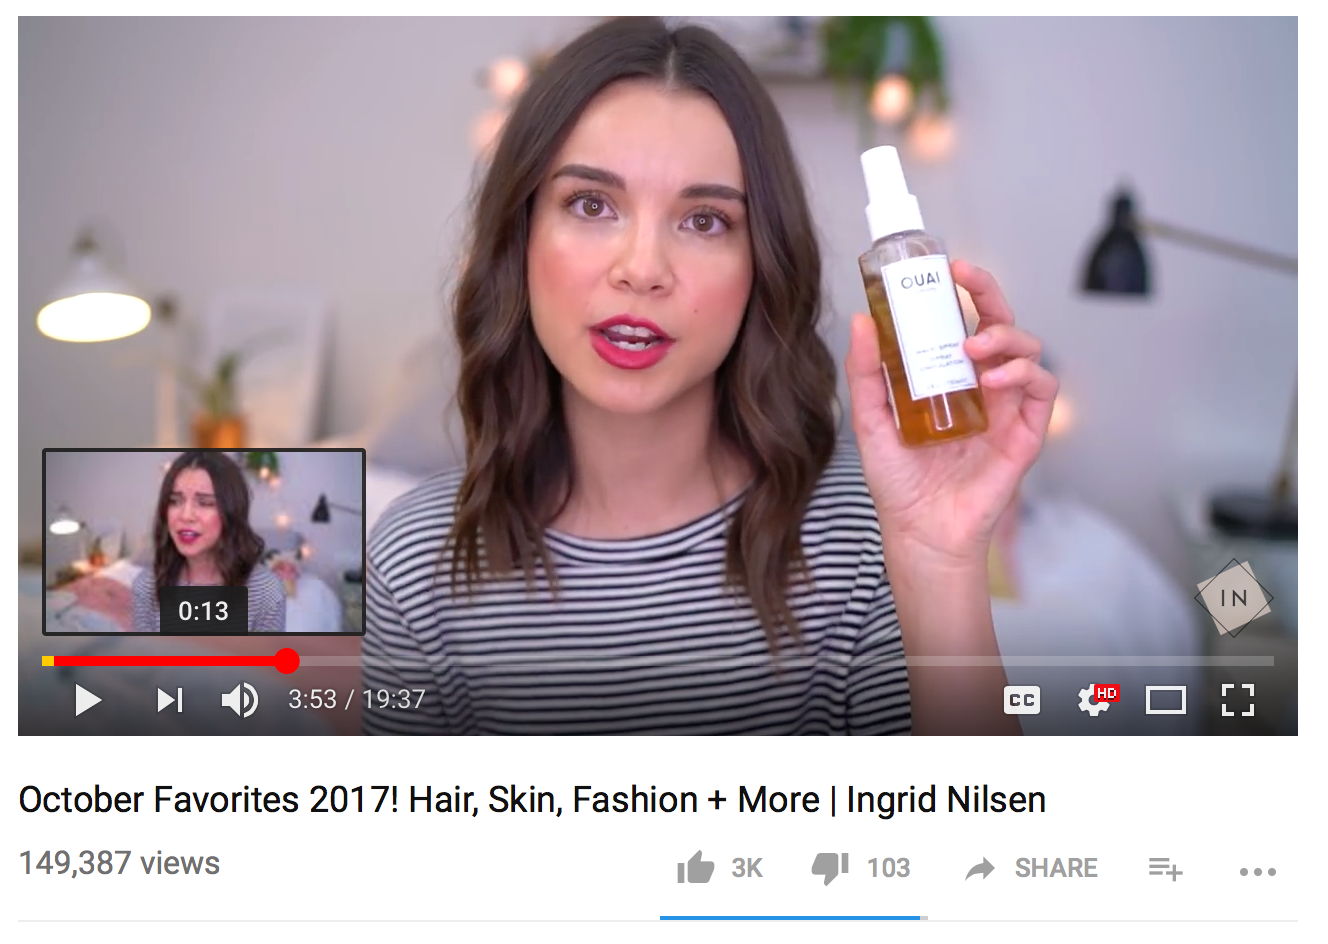 OUAI
0:13
IN
3:53 / 19:37
CC
HD
October Favorites 2017! Hair, Skin, Fashion + More | Ingrid Nilsen
149,387 views
3K
103
SHARE